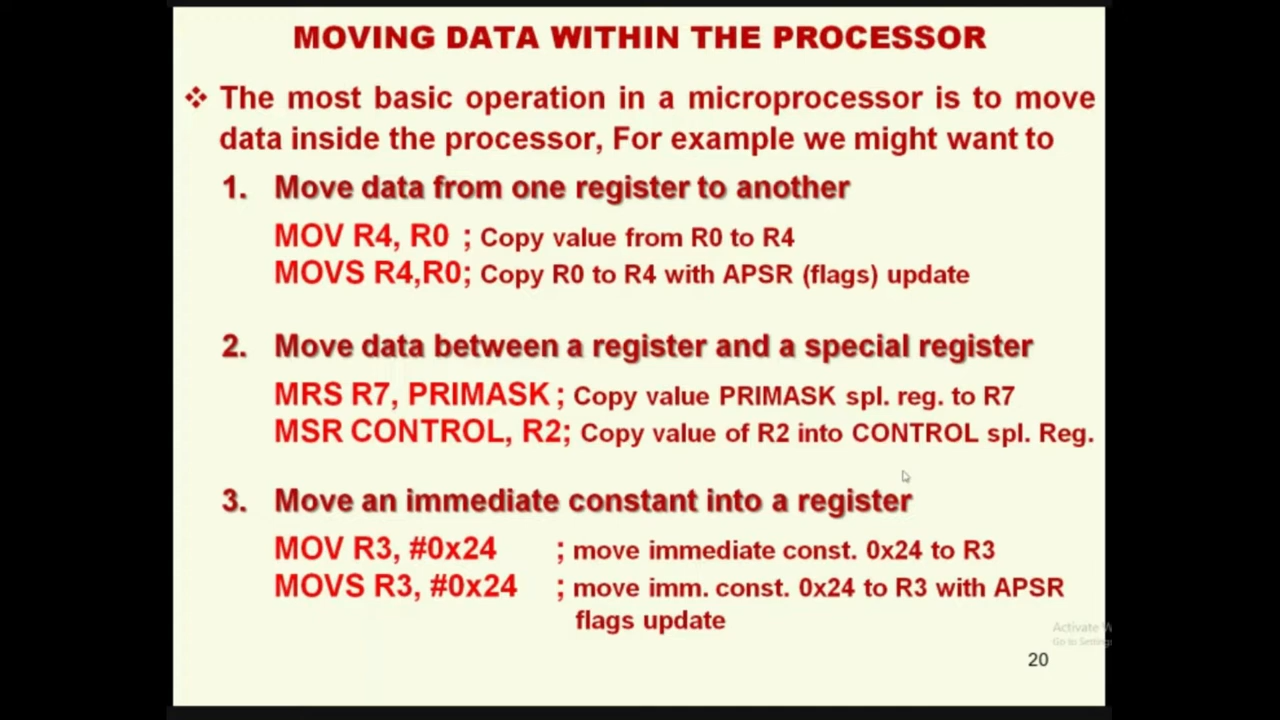 MOVING DATA WITHIN THE PROCESSOR
❖ The most basic operation in a microprocessor is to move
data inside the processor, For example we might want to
1. Move data from one register to another
MOV R4, R0 ; Copy value from R0 to R4
MOVS R4,R0; Copy R0 to R4 with APSR (flags) update
2. Move data between a register and a special register
MRS R7, PRIMASK ; Copy value PRIMASK spl. reg. to R7
MSR CONTROL, R2; Copy value of R2 into CONTROL spl. Reg.
3. Move an immediate constant into a register
MOV R3, #0x24 ; move immediate const. 0x24 to R3
MOVS R3, #0x24 ; move imm. const. 0x24 to R3 with APSR
flags update
Activate W
Go to Setting
20